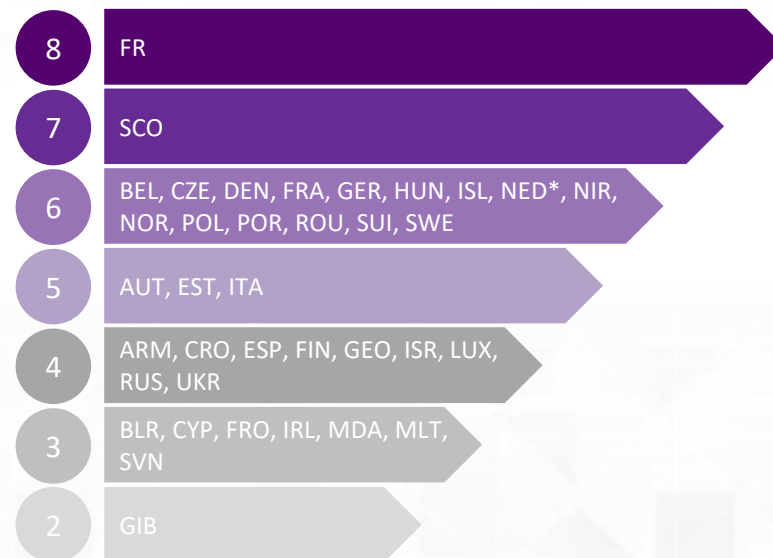 8
FR
7
SCO
6
BEL, CZE, DEN, FRA, GER, HUN, ISL, NED*, NIR,
NOR, POL, POR, ROU, SUI, SWE
5
AUT, EST, ITA
4
ARM, CRO, ESP, FIN, GEO, ISR, LUX,
RUS, UKR
3
BLR, CYP, FRO, IRL, MDA, MLT,
SVN
2
GIB